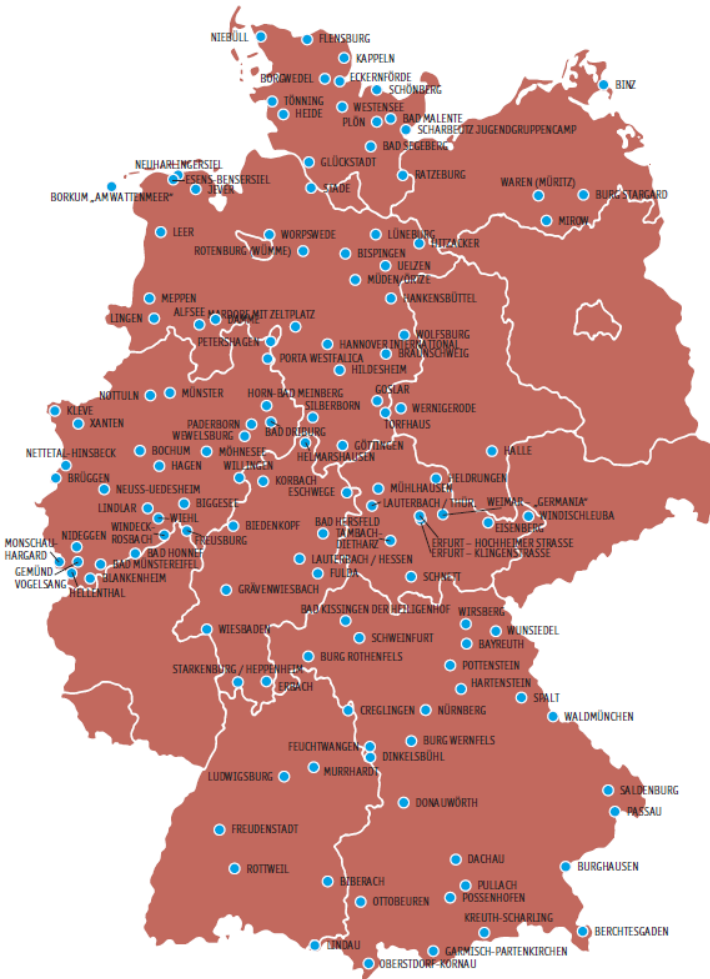 NIEBÜLL
FLENSBURG
KAPPELN
BORGWEDEL
ECKERNFÖRDE
SCHÖNBERG
BINZ
TÖNNING
WESTENSEE
HEIDE
PLÖN
BAD MALENTE
SCHARBEUTZ JUGENDGRUPPENCAMP
BAD SEGEBERG
GLÜCKSTADT
NEUHARLINGERSIEL
ESENS-BENSERSIEL
JEVER
STADE
RATZEBURG
BORKUM „AM WATTENMEER“
WAREN (MÜRITZ)
BURG STARGARD
MIROW
LEER
WORPSWEDE
LÜNEBURG
ROTENBURG (WÜMME)
BISPINGEN
HITZACKER
UELZEN
MÜDEN/ÖRTZE
MEPPEN
HANKENSBÜTTEL
LINGEN
ALFSEE
DAMME
MARDORF MIT ZELTPLATZ
PETERSHAGEN
HANNOVER INTERNATIONAL
WOLFSBURG
BRAUNSCHWEIG
PORTA WESTFALICA
HILDESHEIM
NOTTULN
MÜNSTER
HORN-BAD MEINBERG
SILBERBORN
GOSLAR
WERNIGERODE
TORFHAUS
KLEVE
XANTEN
PADERBORN
WEWELSBURG
BAD DRIBURG
HELMARSHAUSEN
GÖTTINGEN
HALLE
NETTETAL-HINSBECK
BOCHUM
MÖHNESEE
BRÜGGEN
HAGEN
WILLINGEN
KORBACH
ESCHWEGE
MÜHLHAUSEN
HELDRUNGEN
NEUSS-UEDESHEIM
BIGGESEE
LAUTERBACH / THÜR.
WEIMAR – „GERMANIA“
WINDISCHLEUBA
LINDLAR
WIEHL
WINDECK-
ROSBACH
FREUSBURG
BIEDENKOPF
BAD HERSFELD
TAMBACH-
DIETHARZ
EISENBERG
ERFURT – HOCHHEIMER STRASSE
ERFURT – KLINGENSTRASSE
NIDEGGEN
MONSCHAU-
HARGARD
BAD HONNEF
GEMÜND
VOGELSANG
BAD MÜNSTEREIFEL
BLANKENHEIM
HELLENTHAL
LAUTERBACH / HESSEN
FULDA
SCHNETT
GRÄVENWIESBACH
BAD KISSINGEN DER HEILIGENHOF
WIRSBERG
WUNSIEDEL
WIESBADEN
SCHWEINFURT
BAYREUTH
BURG ROTHENFELS
POTTENSTEIN
STARKENBURG / HEPPENHEIM
ERBACH
HARTENSTEIN
SPALT
CREGLINGEN
NÜRNBERG
WALDMÜNCHEN
FEUCHTWANGEN
BURG WERNFELS
DINKELSBÜHL
LUDWIGSBURG
MURRHARDT
SALDENBURG
DONAUWÖRTH
PASSAU
FREUDENSTADT
ROTTWEIL
DACHAU
BURGHAUSEN
BIBERACH
PULLACH
OTTOBEUREN
POSSENHOFEN
KREUTH-SCHARLING
BERCHTESGADEN
LINDAU
GARMISCH-PARTENKIRCHEN
OBERSTDORF-KORNAU